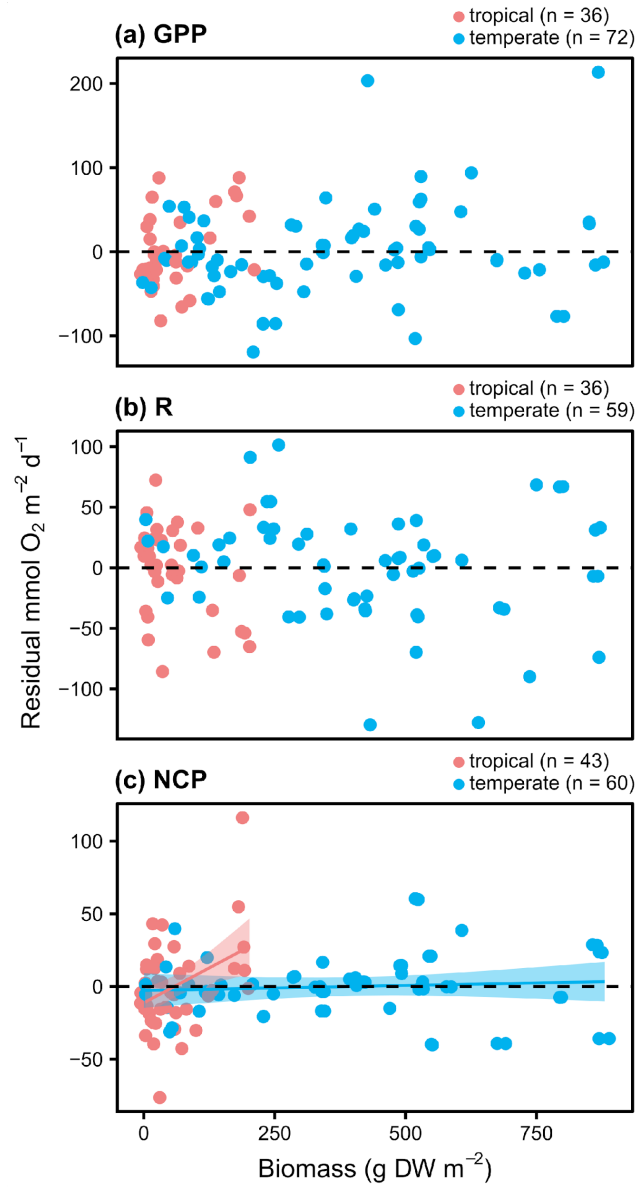 (a) GPP
tropical (n = 36)
temperate (n = 72)
200
100
0
−100
(b) R
tropical (n = 36)
temperate (n = 59)
100
50
0
−50
−100
Residual mmol O₂ m⁻² d⁻¹
(c) NCP
tropical (n = 43)
temperate (n = 60)
100
50
0
−50
0 250 500 750
Biomass (g DW m⁻²)